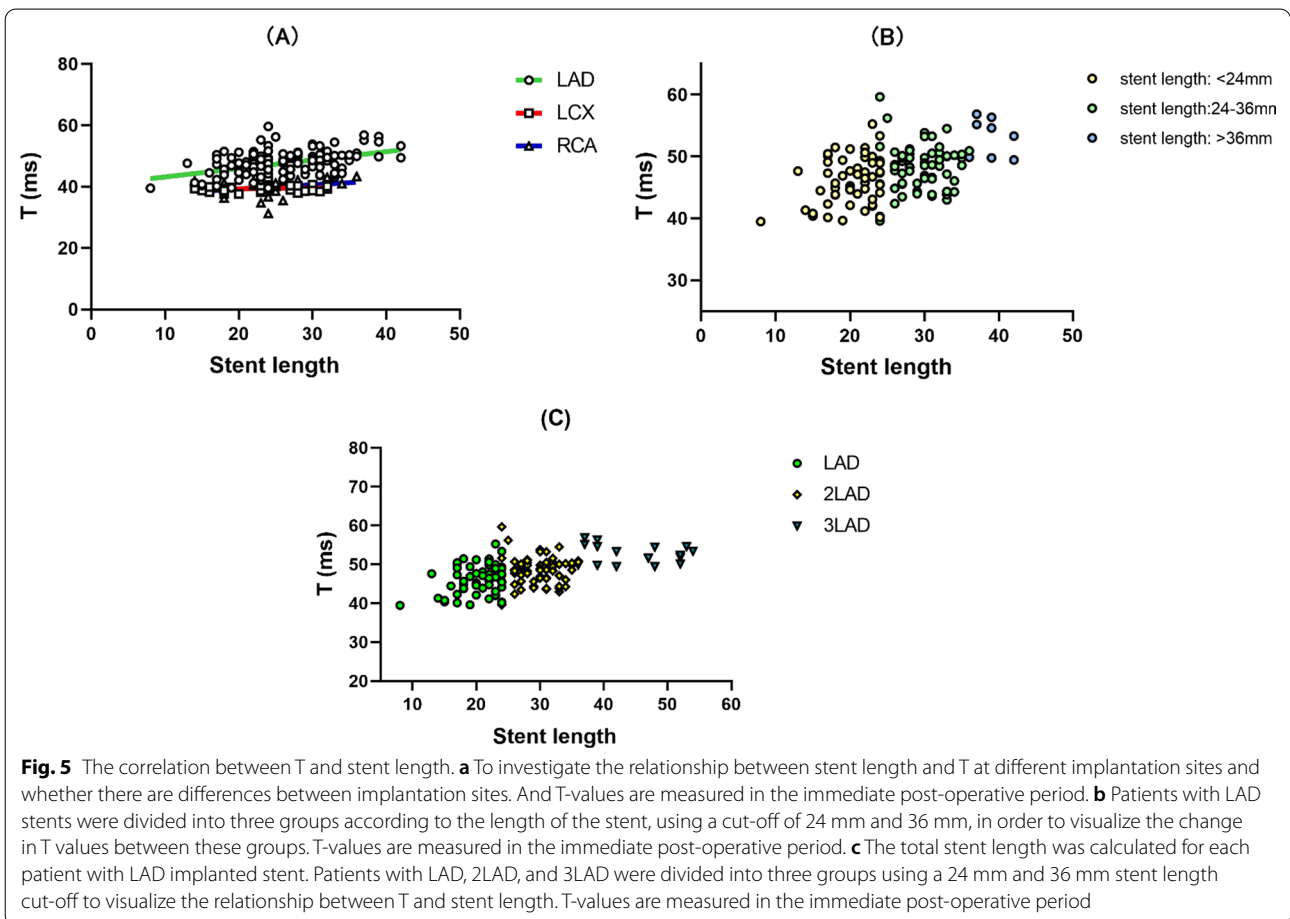 (A)
80
60
40
20
0
T (ms)
0 10 20 30 40 50
Stent length
LAD
LCX
RCA
(B)
60
50
40
30
T (ms)
0 10 20 30 40 50
Stent length
stent length: <24mm
stent length:24-36mn
stent length: >36mm
(C)
80
70
60
50
40
30
20
T (ms)
10 20 30 40 50 60
Stent length
LAD
2LAD
3LAD
Fig. 5 The correlation between T and stent length. a To investigate the relationship between stent length and T at different implantation sites and
whether there are differences between implantation sites. And T-values are measured in the immediate post-operative period. b Patients with LAD
stents were divided into three groups according to the length of the stent, using a cut-off of 24 mm and 36 mm, in order to visualize the change
in T values between these groups. T-values are measured in the immediate post-operative period. c The total stent length was calculated for each
patient with LAD implanted stent. Patients with LAD, 2LAD, and 3LAD were divided into three groups using a 24 mm and 36 mm stent length
cut-off to visualize the relationship between T and stent length. T-values are measured in the immediate post-operative period